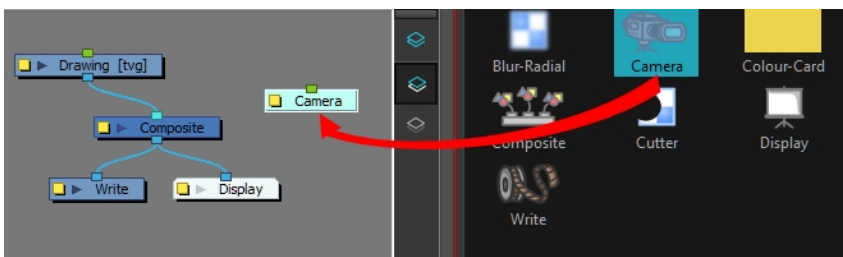 Drawing [tvg]
Camera
Composite
Write
Display
Blur-Radial
Camera
Colour-Card
Composite
Cutter
Display
Write